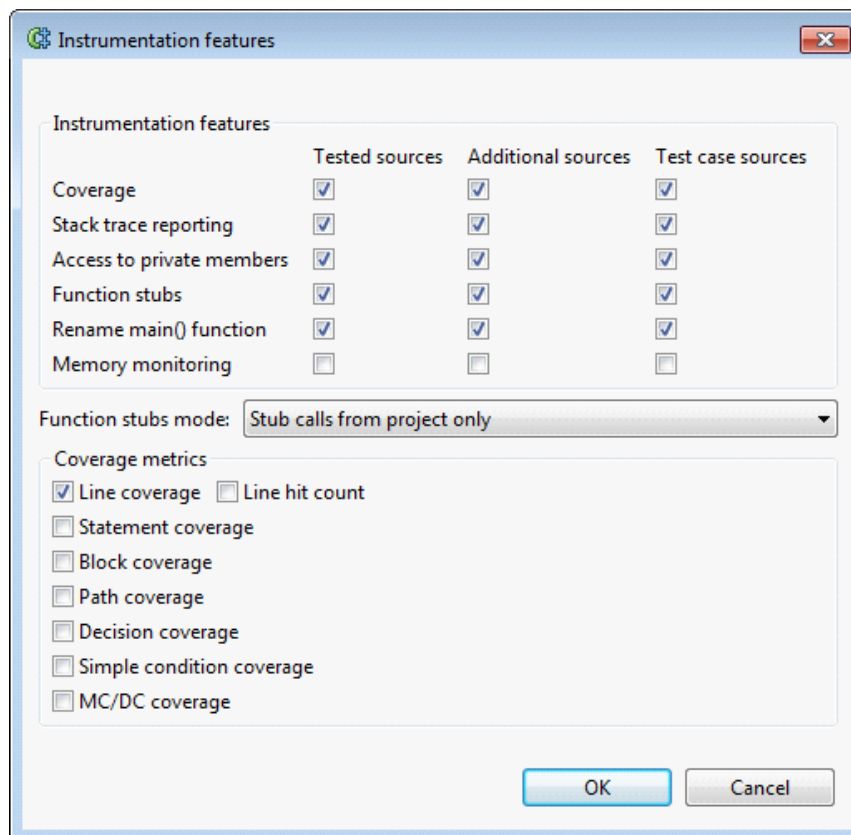 Instrumentation features
Instrumentation features
Tested sources Additional sources Test case sources
Coverage
Stack trace reporting
Access to private members
Function stubs
Rename main() function
Memory monitoring
Function stubs mode: Stub calls from project only
Coverage metrics
Line coverage Line hit count
Statement coverage
Block coverage
Path coverage
Decision coverage
Simple condition coverage
MC/DC coverage
OK Cancel